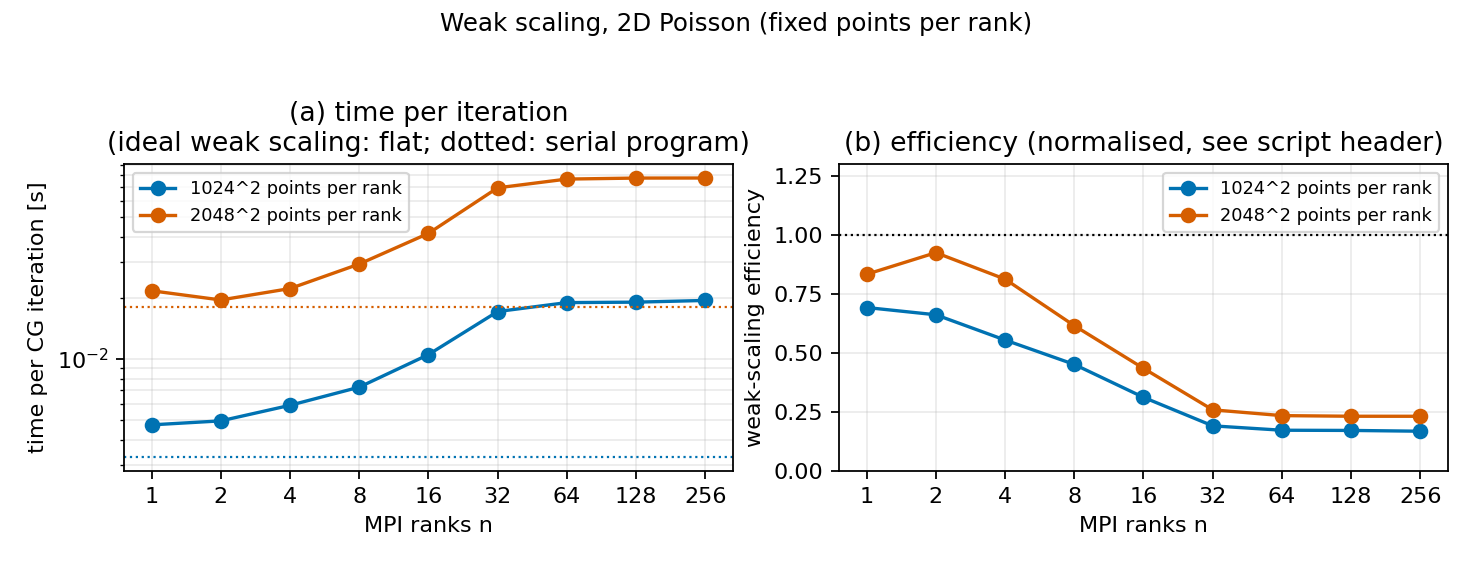 Weak scaling, 2D Poisson (fixed points per rank)
(a) time per iteration
(ideal weak scaling: flat; dotted: serial program)
time per CG iteration [s]
10^−2
1024^2 points per rank
2048^2 points per rank
1 2 4 8 16 32 64 128 256
MPI ranks n
(b) efficiency (normalised, see script header)
weak-scaling efficiency
1.25
1.00
0.75
0.50
0.25
0.00
1024^2 points per rank
2048^2 points per rank
1 2 4 8 16 32 64 128 256
MPI ranks n